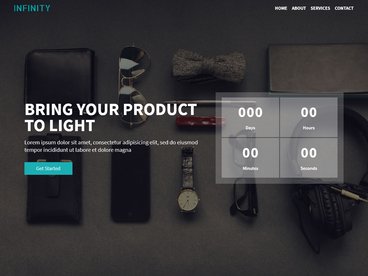 INFINITY
HOME ABOUT SERVICES CONTACT
BRING YOUR PRODUCT
TO LIGHT
Lorem ipsum dolor sit amet, consectetur adipisicing elit, sed do eiusmod
tempor incididunt ut labore et dolore magna
Get Started
000 00
Days Hours
00 00
Minutes Seconds